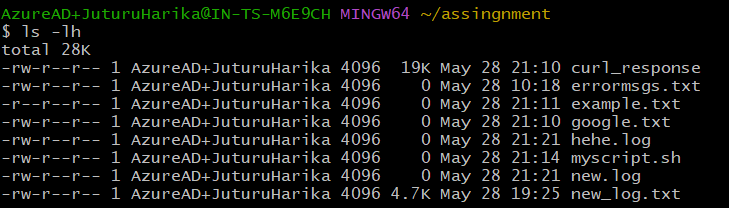 AzureAD+JuturuHarika@IN-TS-M6E9CH MINGW64 ~/assingnment
$ ls -lh
total 28K
-rw-r--r-- 1 AzureAD+JuturuHarika 4096  19K May 28 21:10 curl_response
-rw-r--r-- 1 AzureAD+JuturuHarika 4096    0 May 28 10:18 errormsgs.txt
-r--r--r-- 1 AzureAD+JuturuHarika 4096    0 May 28 21:11 example.txt
-rw-r--r-- 1 AzureAD+JuturuHarika 4096    0 May 28 21:10 google.txt
-rw-r--r-- 1 AzureAD+JuturuHarika 4096    0 May 28 21:21 hehe.log
-rw-r--r-- 1 AzureAD+JuturuHarika 4096    0 May 28 21:14 myscript.sh
-rw-r--r-- 1 AzureAD+JuturuHarika 4096    0 May 28 21:21 new.log
-rw-r--r-- 1 AzureAD+JuturuHarika 4096 4.7K May 28 19:25 new_log.txt